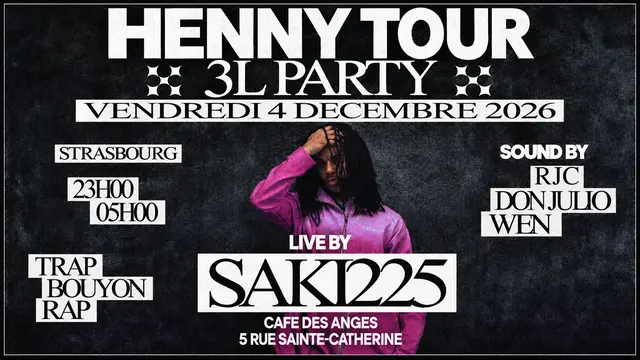 HENNY TOUR
3L PARTY
VENDREDI 4 DECEMBRE 2026
STRASBOURG
23H00
05H00
SOUND BY
RJC
DON JULIO
WEN
TRAP
BOUYON
RAP
LIVE BY
SAKI225
CAFE DES ANGES
5 RUE SAINTE-CATHERINE